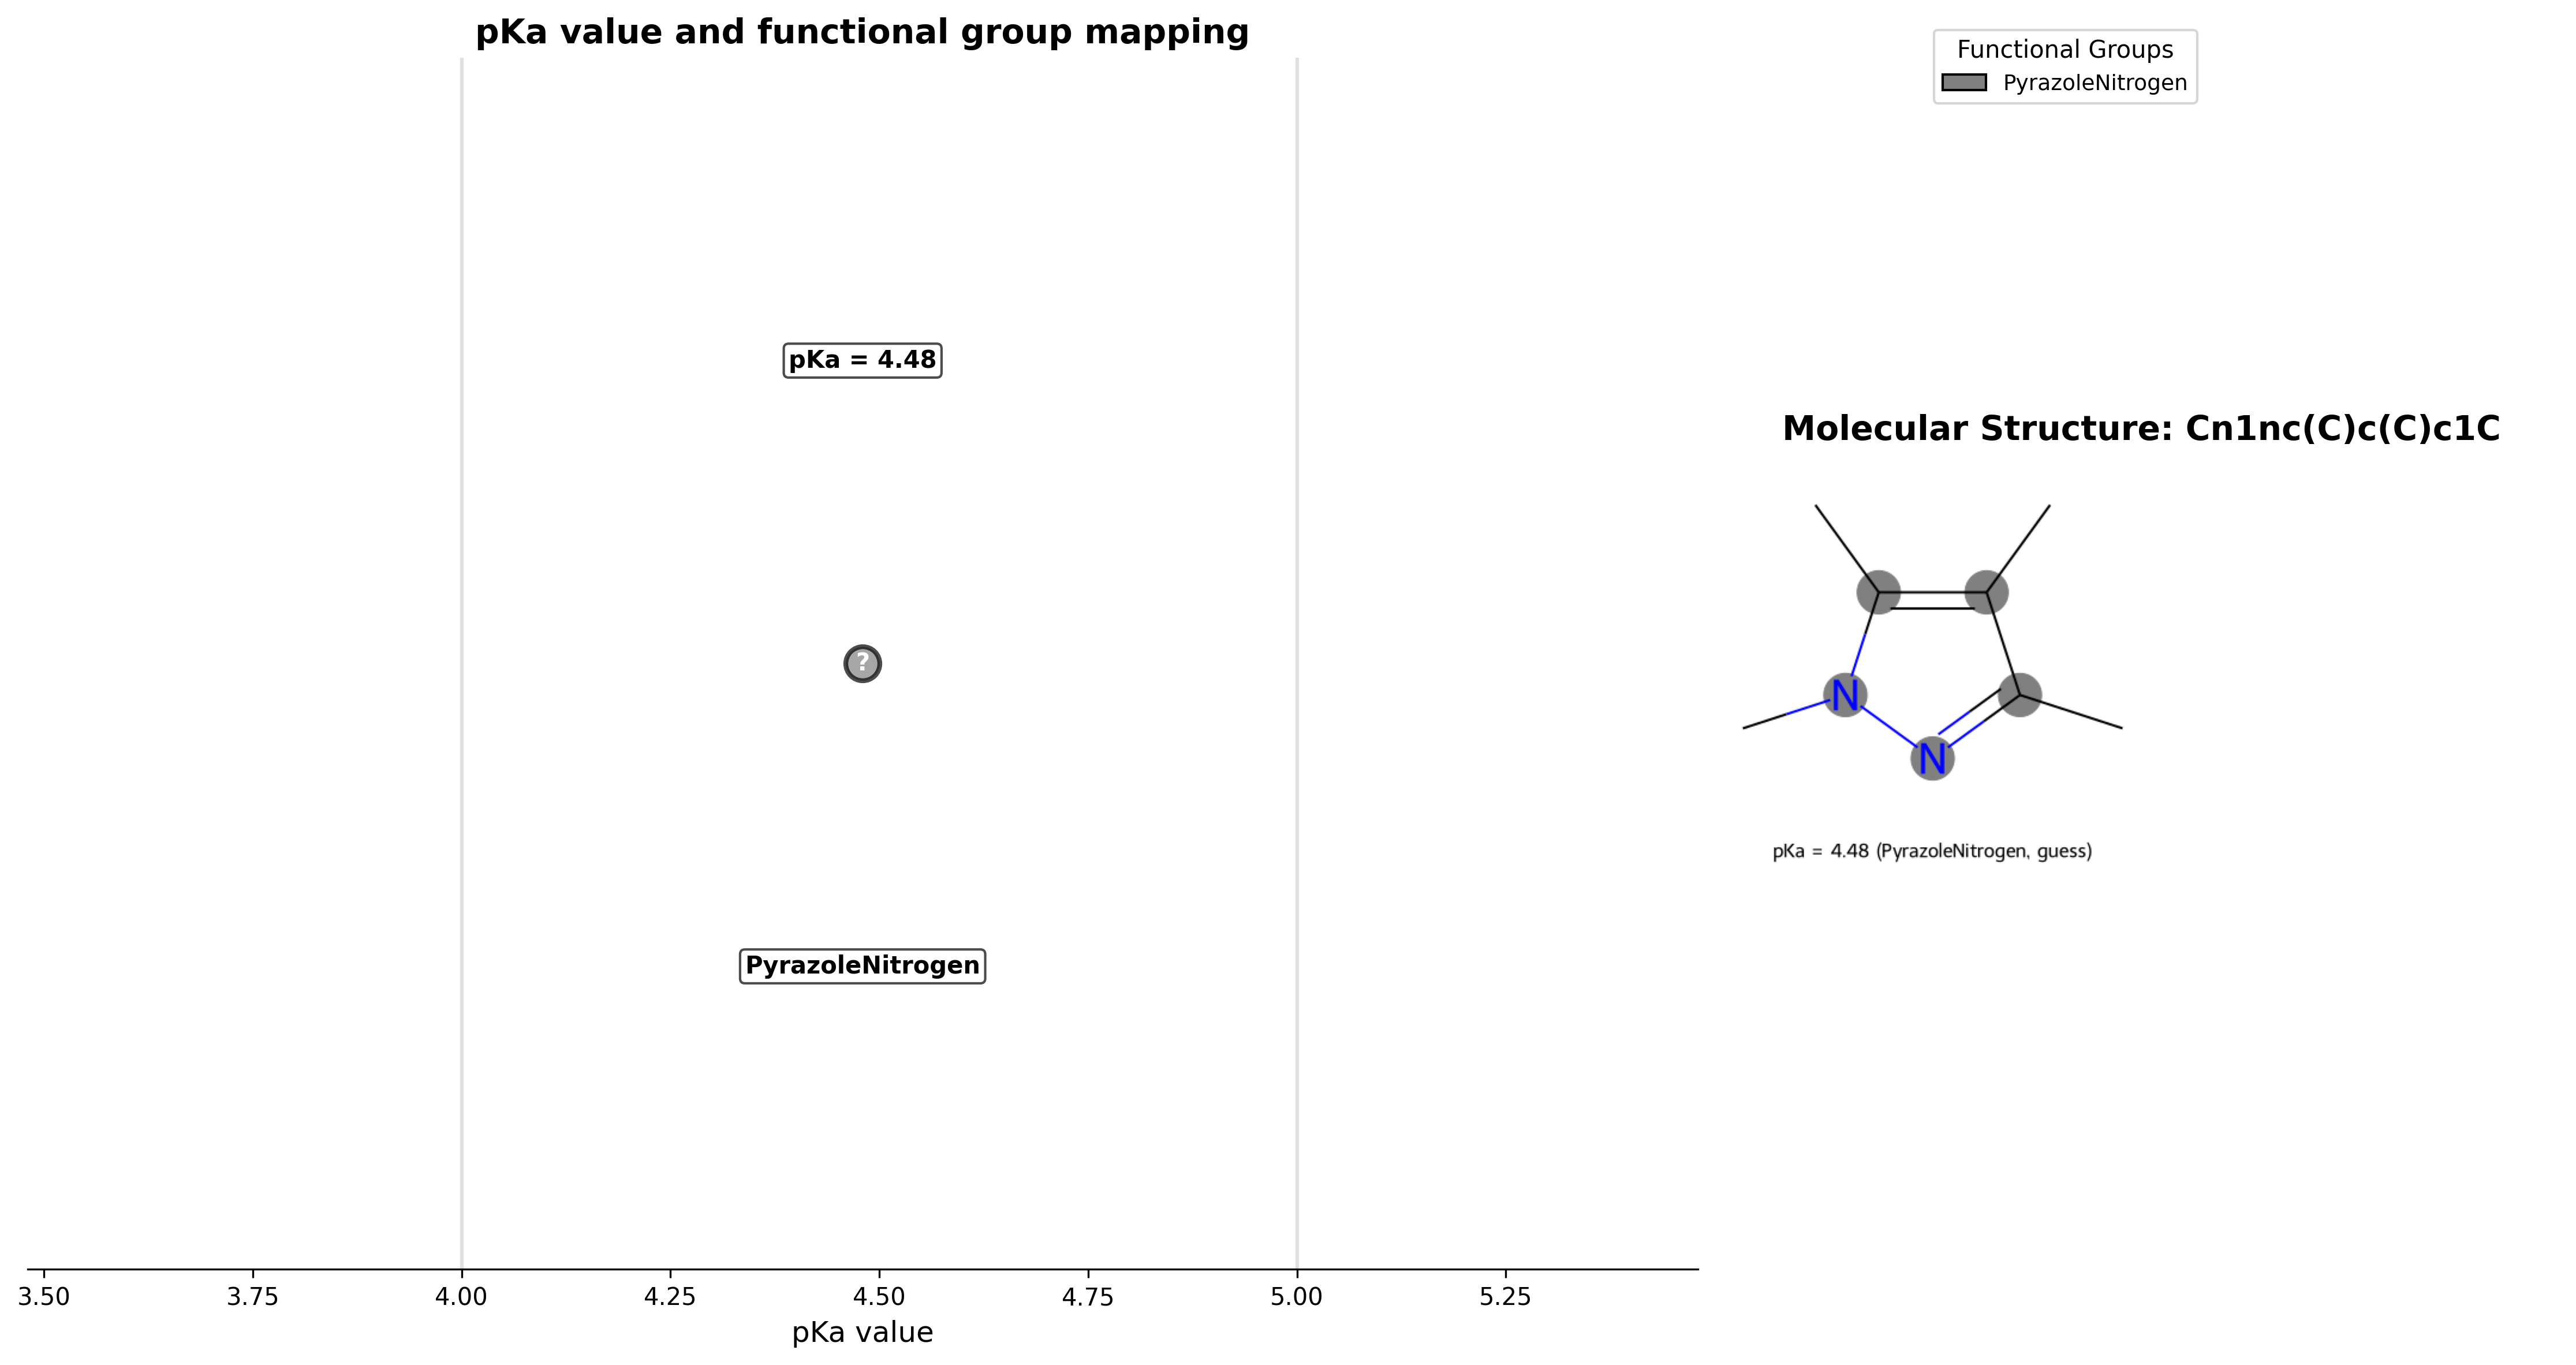 pKa value and functional group mapping
pKa = 4.48
?
PyrazoleNitrogen
3.50 3.75 4.00 4.25 4.50 4.75 5.00 5.25
pKa value
Functional Groups
PyrazoleNitrogen
Molecular Structure: Cn1nc(C)c(C)c1C
N
N
pKa = 4.48 (PyrazoleNitrogen, guess)